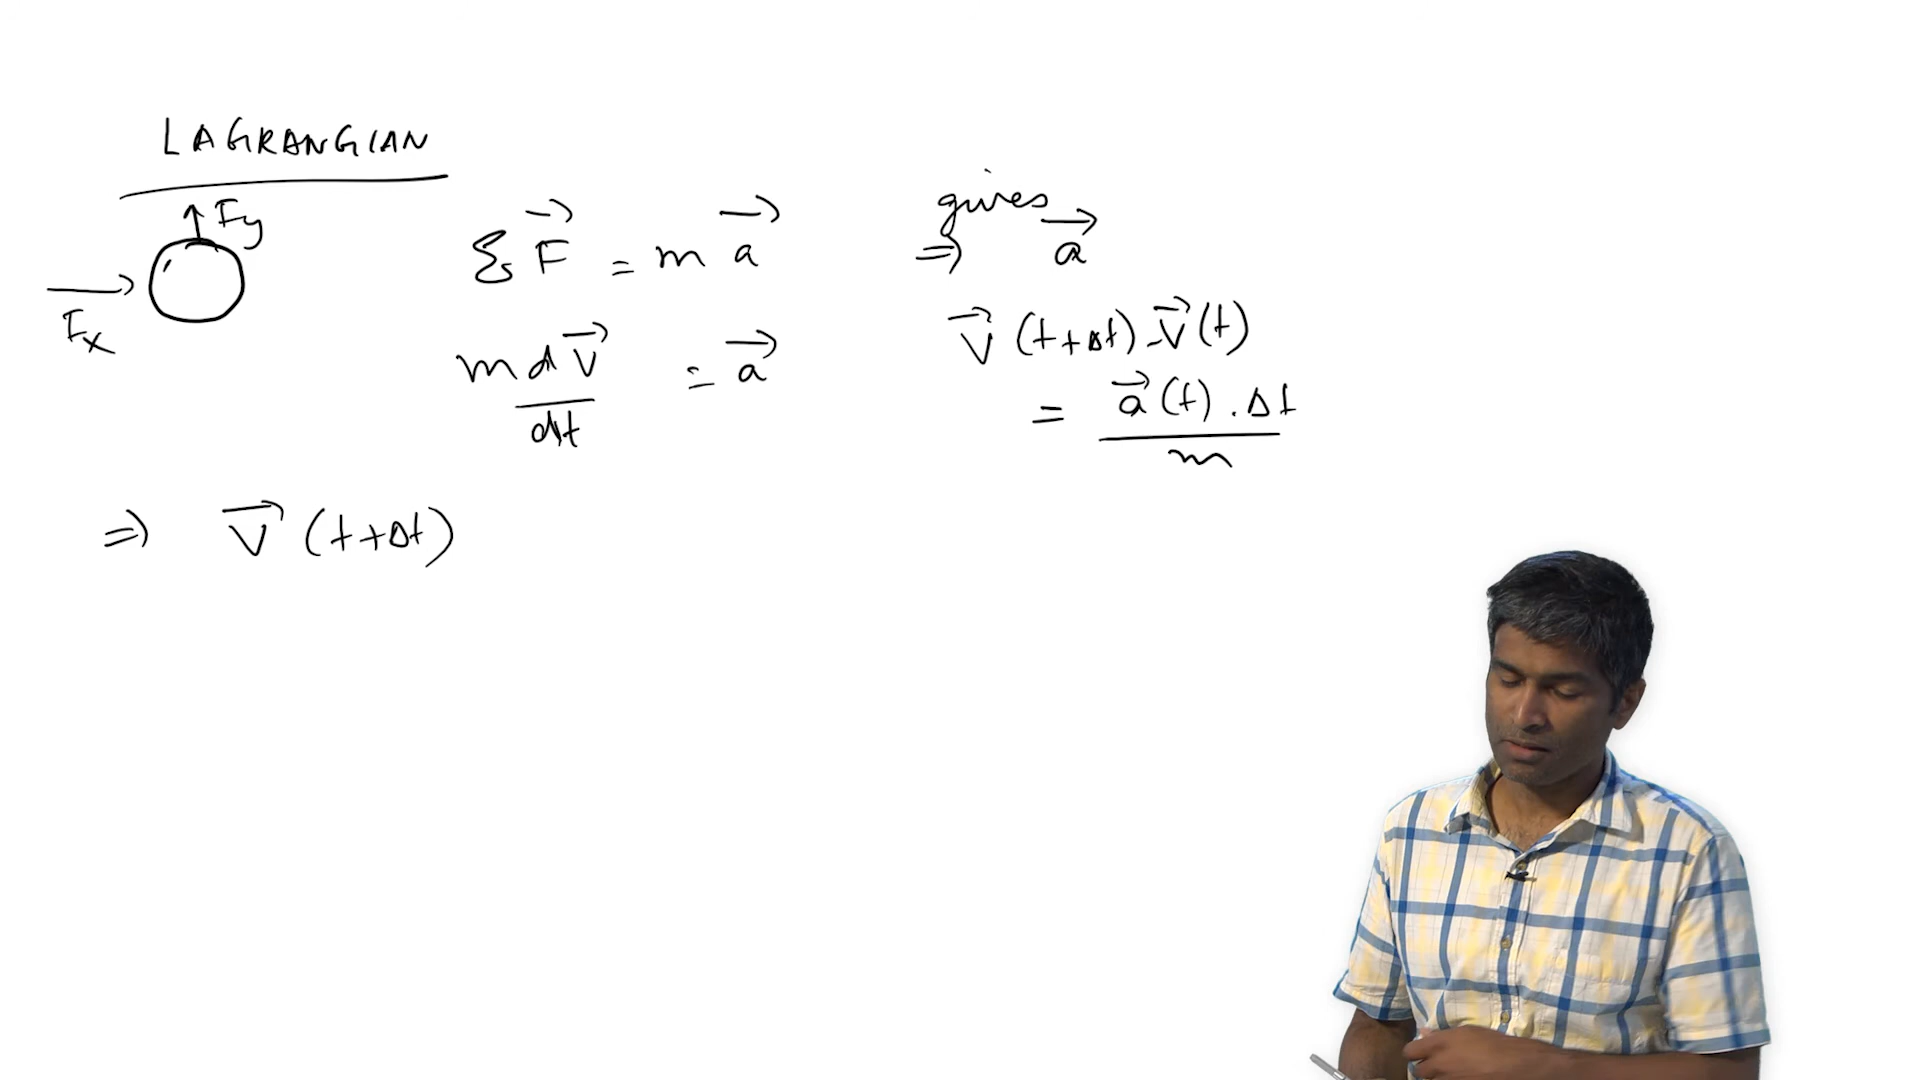 LAGRANGIAN
Fy
Fx
Σ F⃗ = m a⃗
m dv⃗/dt = a⃗
gives
⇒ a⃗
v⃗ (t+Δt) - v⃗ (t)
= a⃗ (t) . Δt / m
⇒ v⃗ (t+Δt)